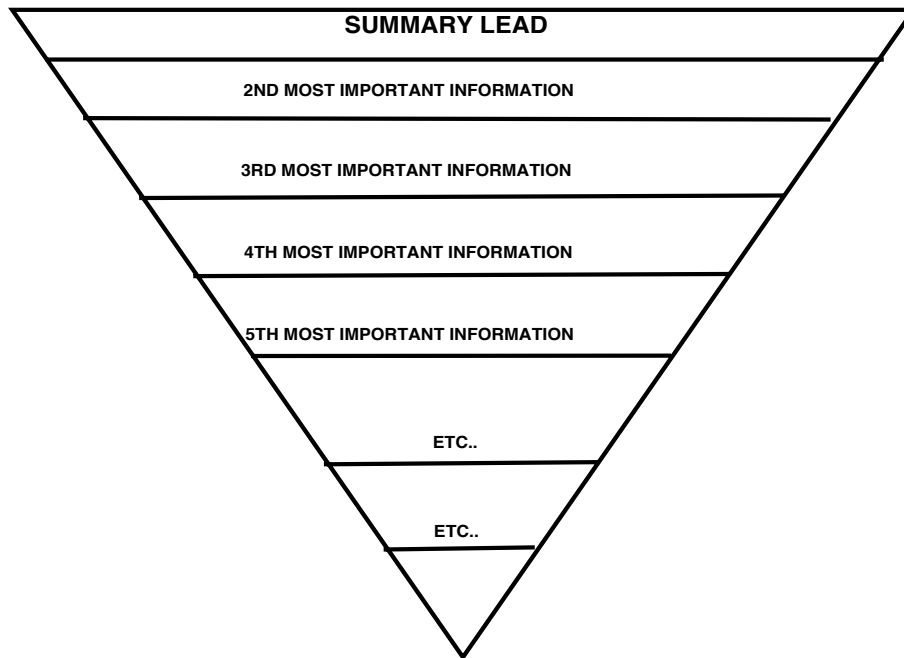 SUMMARY LEAD
2ND MOST IMPORTANT INFORMATION
3RD MOST IMPORTANT INFORMATION
4TH MOST IMPORTANT INFORMATION
5TH MOST IMPORTANT INFORMATION
ETC..
ETC..